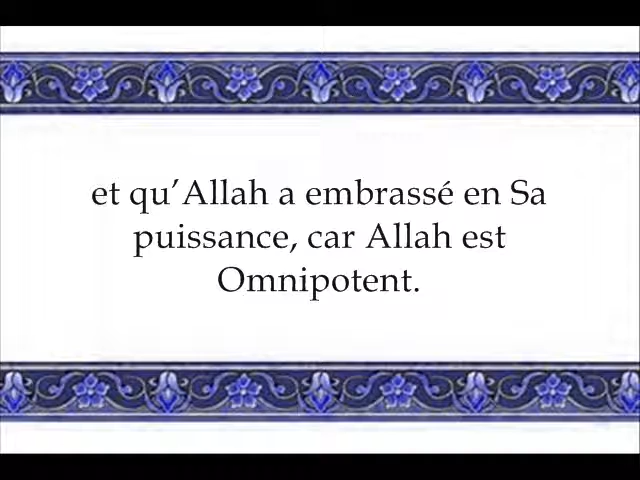 et qu’Allah a embrassé en Sa
puissance, car Allah est
Omnipotent.